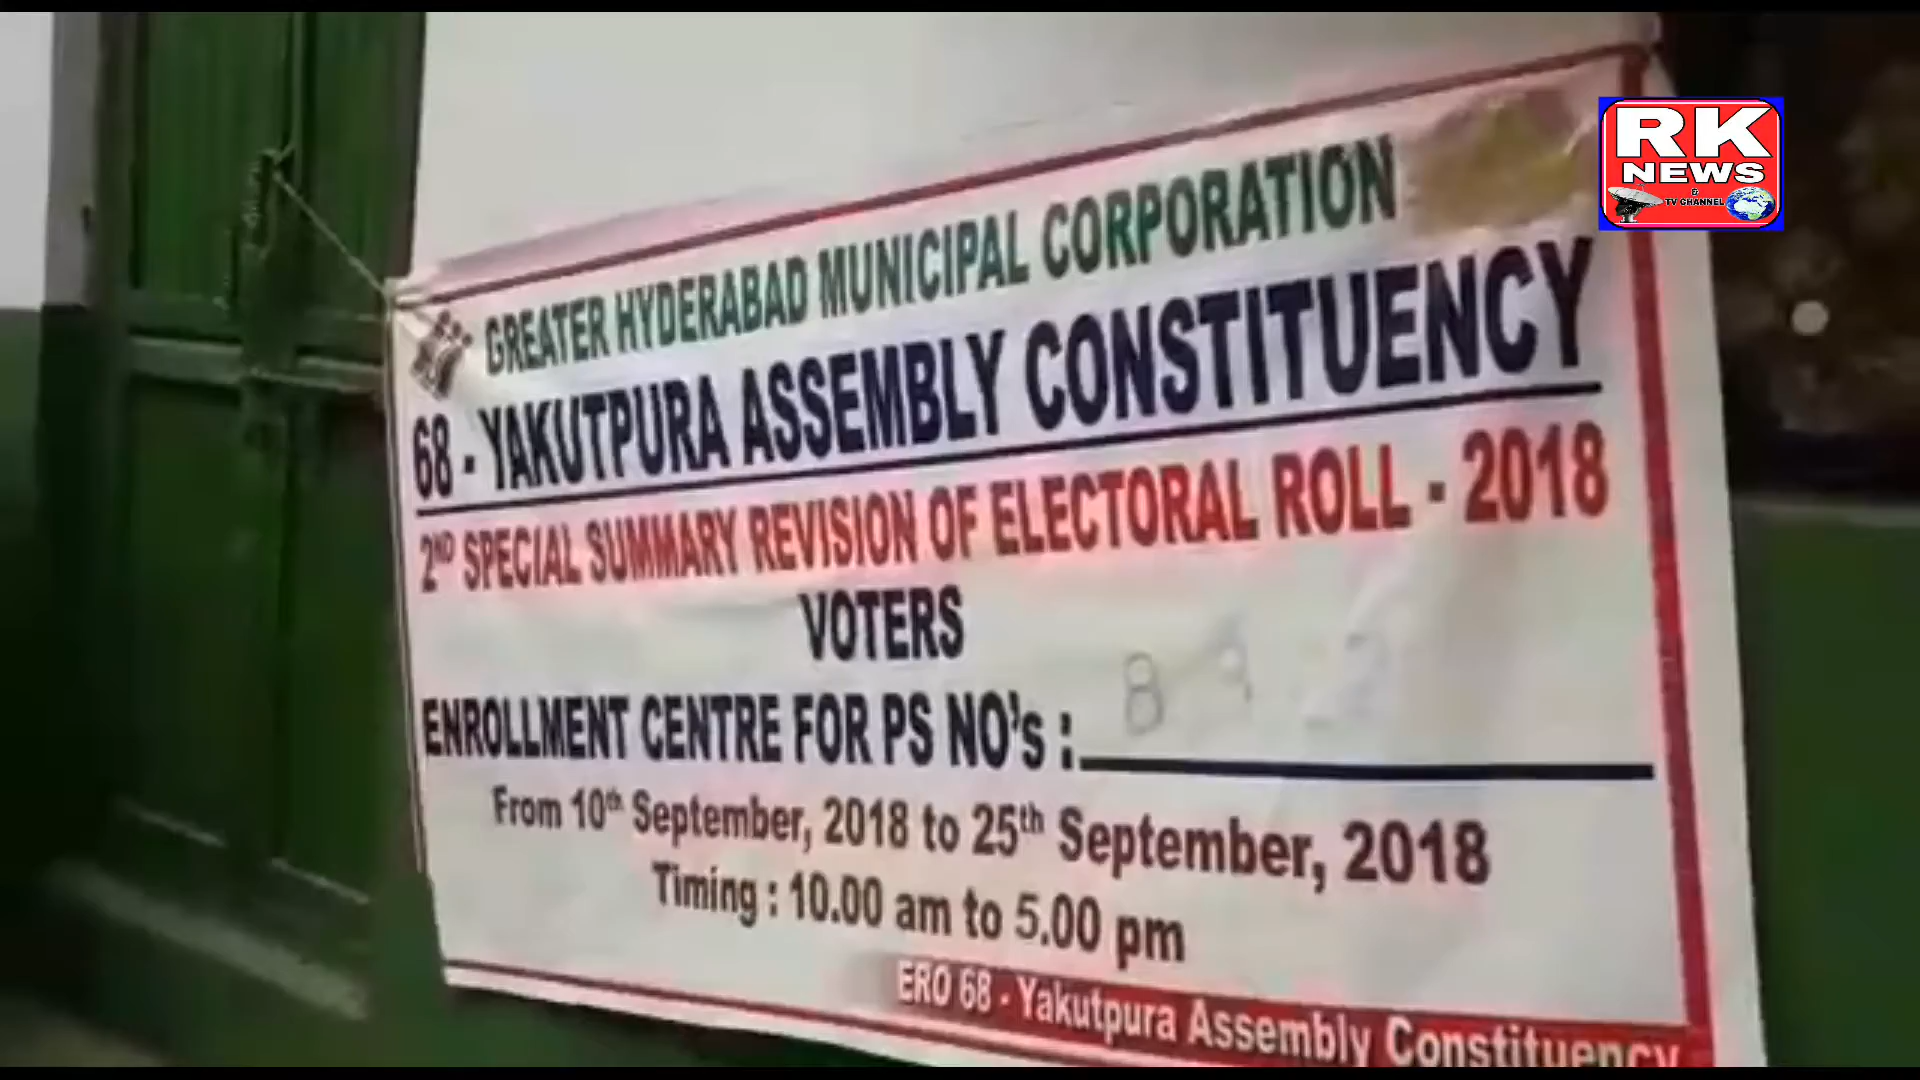 RK
NEWS
TV CHANNEL
GREATER HYDERABAD MUNICIPAL CORPORATION
68 - YAKUTPURA ASSEMBLY CONSTITUENCY
2ND SPECIAL SUMMARY REVISION OF ELECTORAL ROLL - 2018
VOTERS
ENROLLMENT CENTRE FOR PS NO's :
From 10th September, 2018 to 25th September, 2018
Timing : 10.00 am to 5.00 pm
ERO 68 - Yakutpura Assembly Constituency